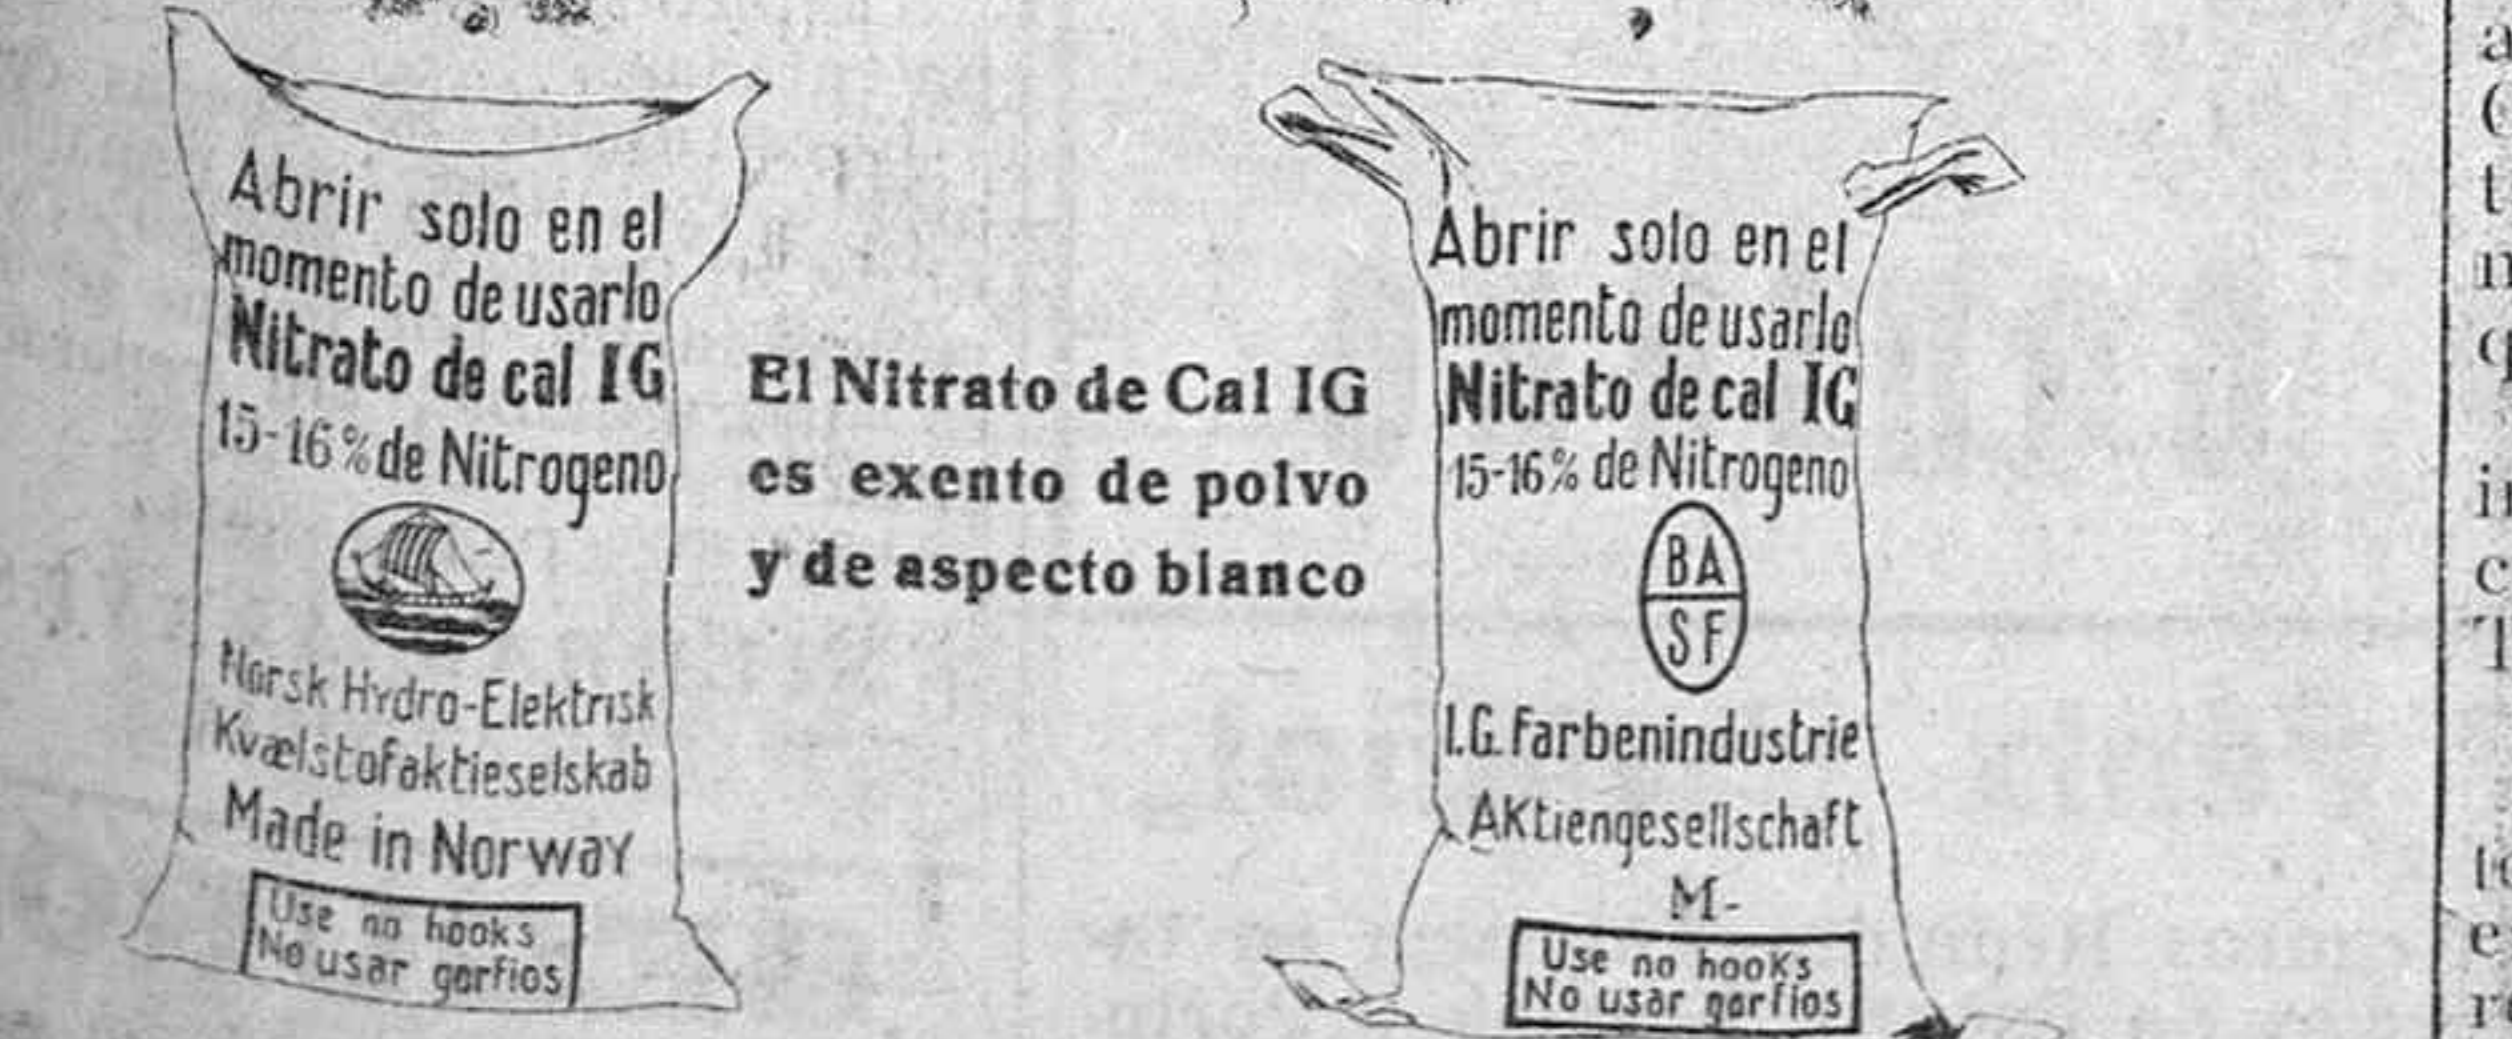 Abrir solo en el
momento de usarlo
Nitrato de cal IG
15-16% de Nitrogeno
Norsk Hydro-Elektrisk
Kvælstofaktieselskab
Made in Norway
Use no hooks
No usar garfios
El Nitrato de Cal IG
es exento de polvo
y de aspecto blanco
Abrir solo en el
momento de usarlo
Nitrato de cal IG
15-16% de Nitrogeno
BA
SF
I.G. Farbenindustrie
Aktiengesellschaft
M-
Use no hooks
No usar garfios